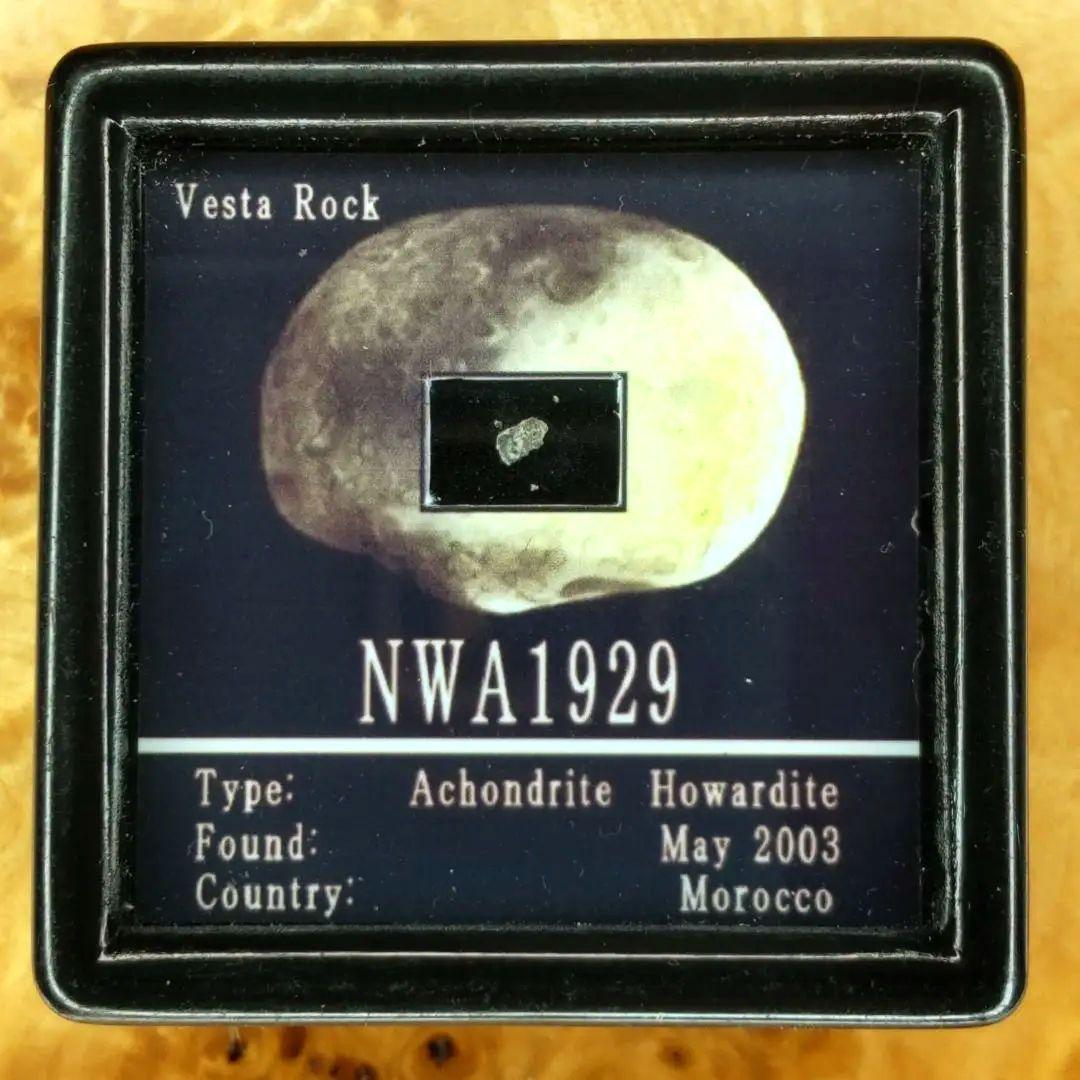 Vesta Rock
NWA1929
Type: Achondrite Howardite
Found: May 2003
Country: Morocco